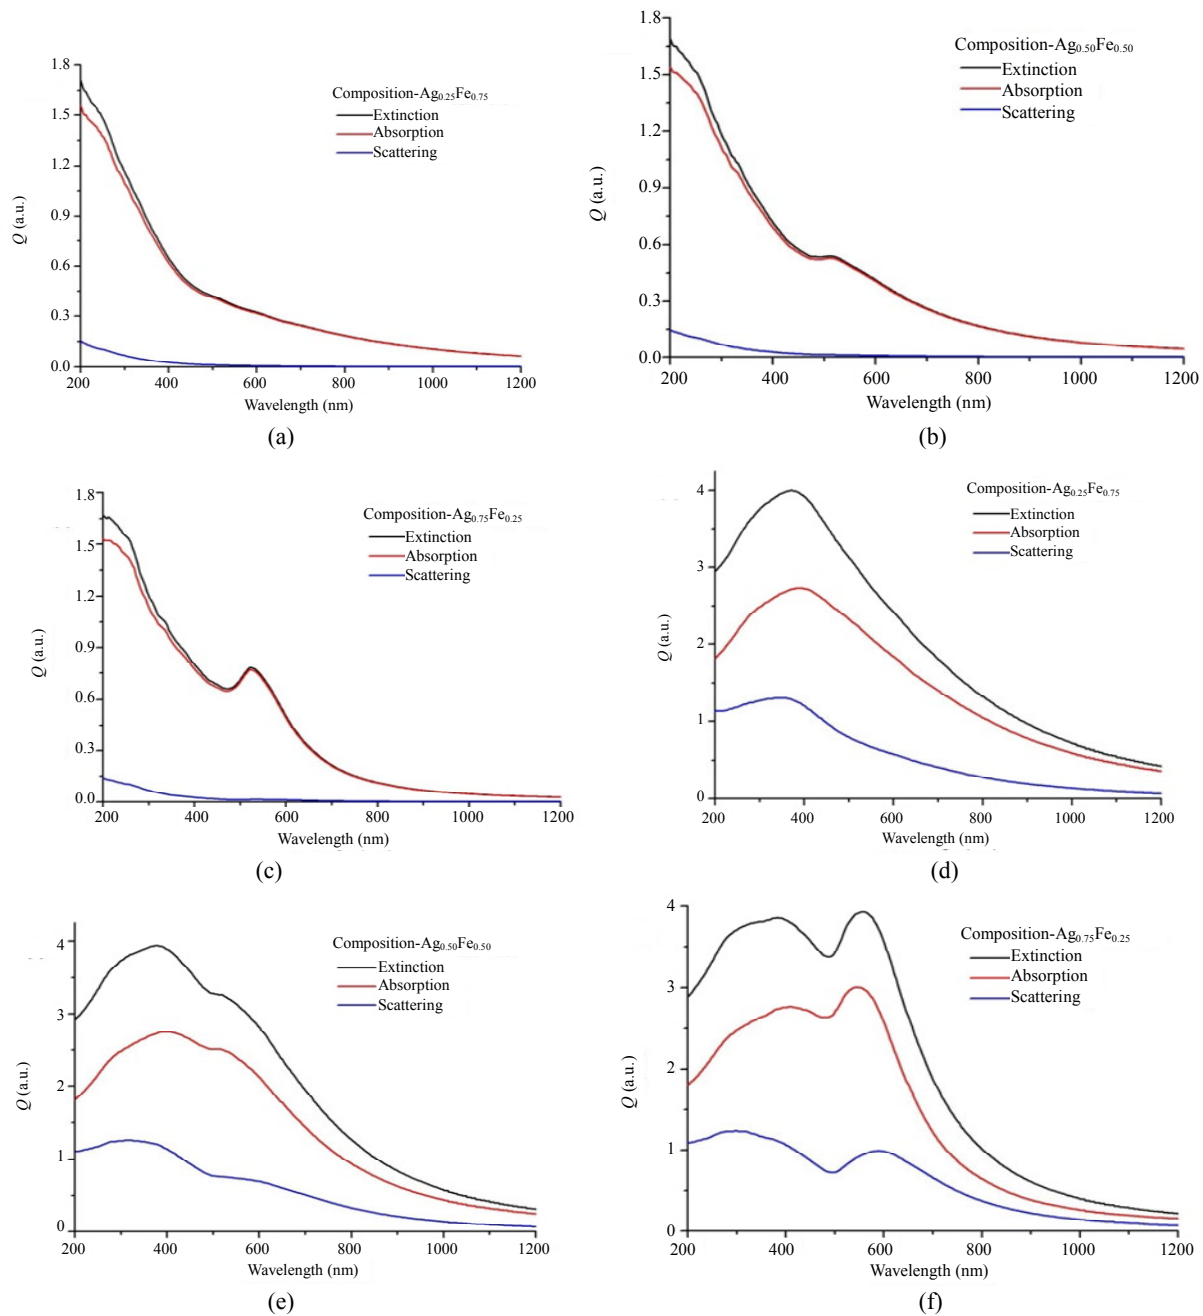 1.8
1.5
1.2
0.9
0.6
0.3
0.0
Q (a.u.)
Composition-Ag0.25Fe0.75
Extinction
Absorption
Scattering
200 400 600 800 1000 1200
Wavelength (nm)
(a)
1.8
1.5
1.2
0.9
0.6
0.3
0.0
Q (a.u.)
Composition-Ag0.50Fe0.50
Extinction
Absorption
Scattering
200 400 600 800 1000 1200
Wavelength (nm)
(b)
1.8
1.5
1.2
0.9
0.6
0.3
0.0
Q (a.u.)
Composition-Ag0.75Fe0.25
Extinction
Absorption
Scattering
200 400 600 800 1000 1200
Wavelength (nm)
(c)
4
3
2
1
0
Q (a.u.)
Composition-Ag0.25Fe0.75
Extinction
Absorption
Scattering
200 400 600 800 1000 1200
Wavelength (nm)
(d)
4
3
2
1
0
Q (a.u.)
Composition-Ag0.50Fe0.50
Extinction
Absorption
Scattering
200 400 600 800 1000 1200
Wavelength (nm)
(e)
4
3
2
1
0
Q (a.u.)
Composition-Ag0.75Fe0.25
Extinction
Absorption
Scattering
200 400 600 800 1000 1200
Wavelength (nm)
(f)